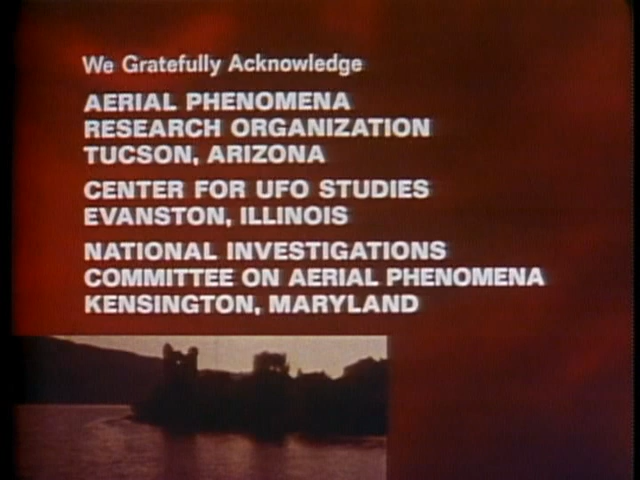 We Gratefully Acknowledge
AERIAL PHENOMENA
RESEARCH ORGANIZATION
TUCSON, ARIZONA
CENTER FOR UFO STUDIES
EVANSTON, ILLINOIS
NATIONAL INVESTIGATIONS
COMMITTEE ON AERIAL PHENOMENA
KENSINGTON, MARYLAND